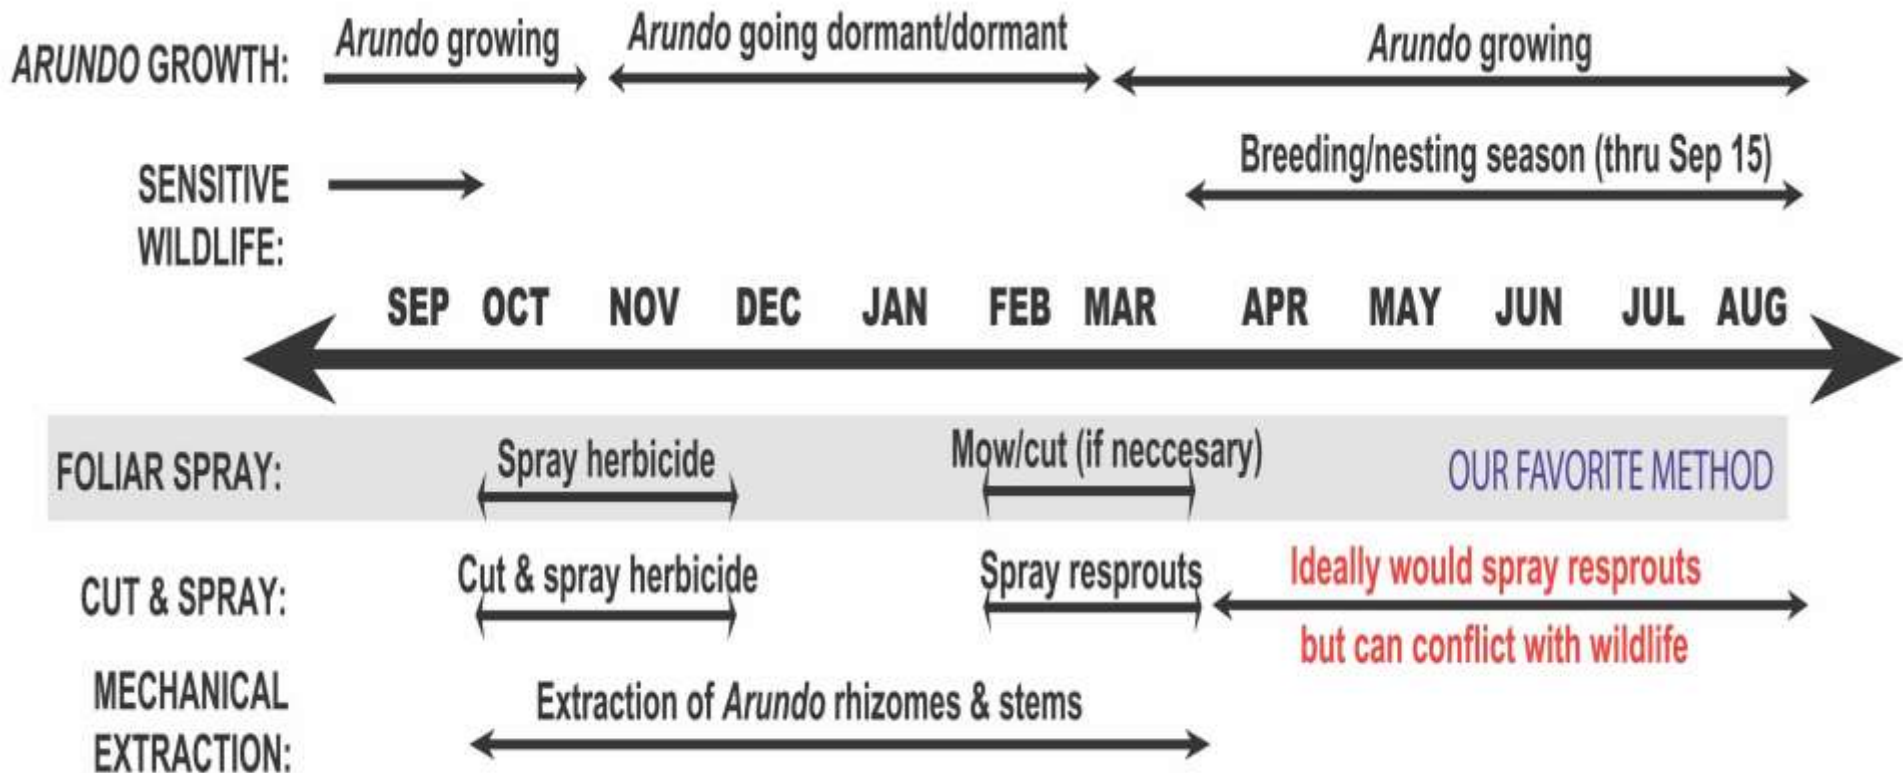 ARUNDO GROWTH: Arundo growing Arundo going dormant/dormant Arundo growing
Breeding/nesting season (thru Sep 15)
SENSITIVE
WILDLIFE:
SEP OCT NOV DEC JAN FEB MAR APR MAY JUN JUL AUG
FOLIAR SPRAY: Spray herbicide Mow/cut (if neccesary) OUR FAVORITE METHOD
CUT & SPRAY: Cut & spray herbicide Spray resprouts Ideally would spray resprouts
but can conflict with wildlife
MECHANICAL
EXTRACTION: Extraction of Arundo rhizomes & stems